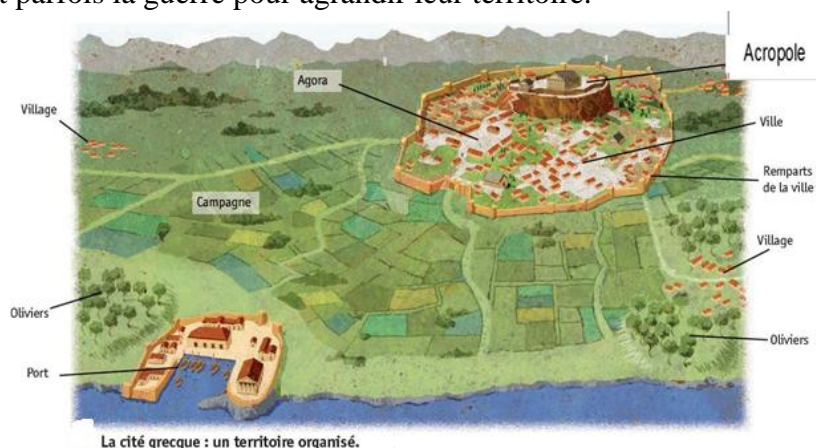 t parfois la guerre pour agrandir leur territoire.
Acropole
Agora
Village
Ville
Remparts
de la ville
Campagne
Village
Oliviers
Oliviers
Port
La cité grecque : un territoire organisé.